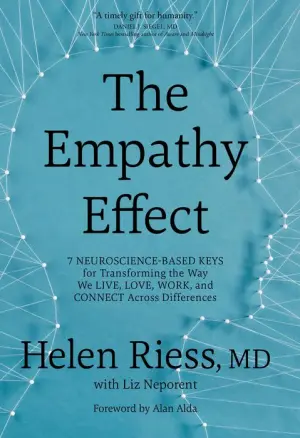 "A timely gift for humanity."
DANIEL J. SIEGEL, MD
New York Times bestselling author of Aware and Mindsight
The
Empathy
Effect
7 NEUROSCIENCE-BASED KEYS
for Transforming the Way
We LIVE, LOVE, WORK, and
CONNECT Across Differences
Helen Riess, MD
with Liz Neporent
Foreword by Alan Alda